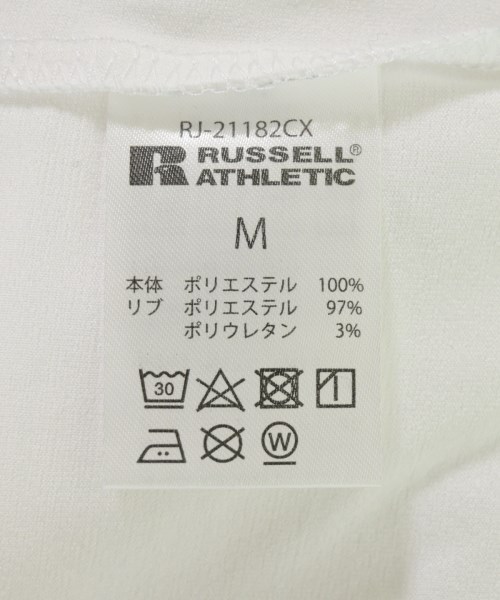 RJ-21182CX
RUSSELL®
ATHLETIC
M
本体 ポリエステル 100%
リブ ポリエステル 97%
ポリウレタン 3%
30
W